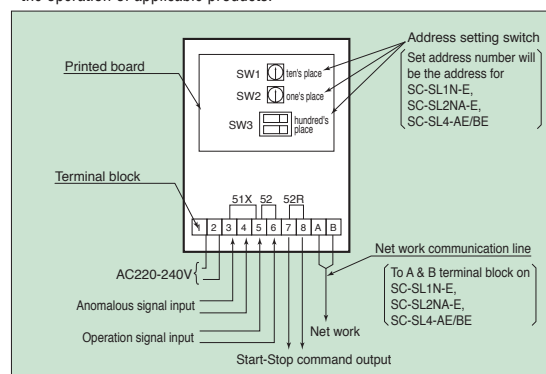 the operation of applicable products.
Address setting switch
Set address number will
be the address for
SC-SL1N-E,
SC-SL2NA-E,
SC-SL4-AE/BE
Printed board
SW1 ten's place
SW2 one's place
SW3 hundred's
place
Terminal block
51X 52 52R
1 2 3 4 5 6 7 8 A B
Net work communication line
AC220-240V
To A & B terminal block on
SC-SL1N-E,
SC-SL2NA-E,
SC-SL4-AE/BE
Anomalous signal input
Net work
Operation signal input
Start-Stop command output